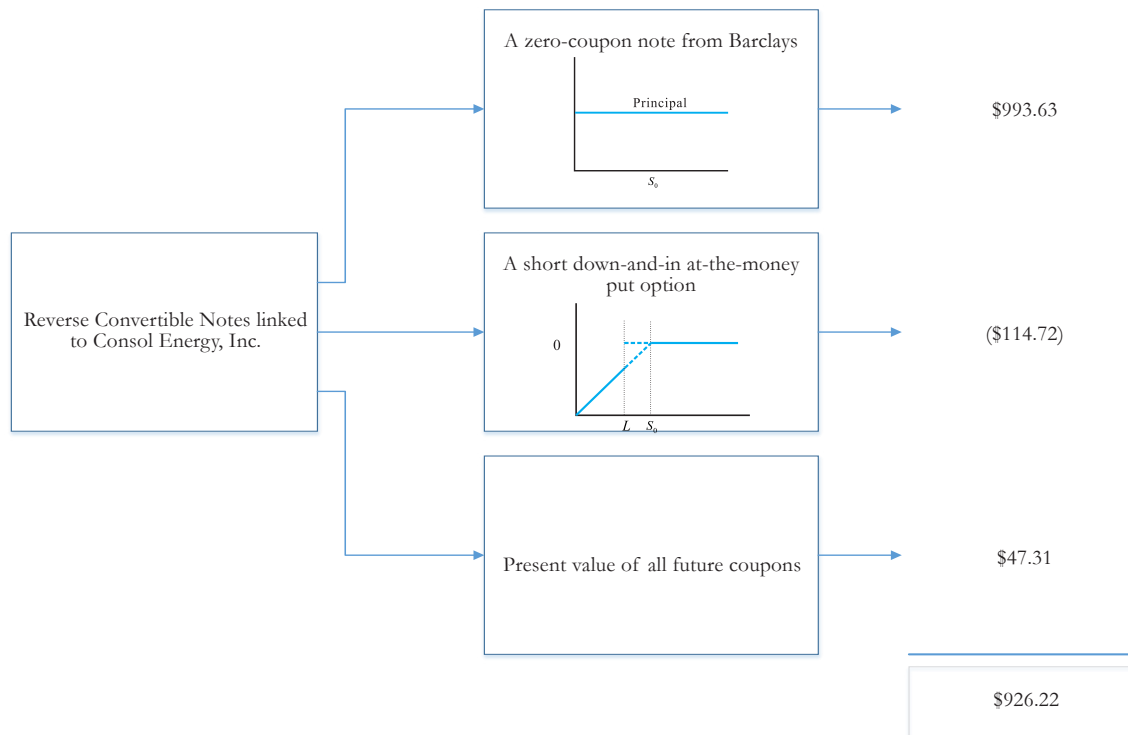 A zero-coupon note from Barclays
Principal
S₀
$993.63
Reverse Convertible Notes linked
to Consol Energy, Inc.
A short down-and-in at-the-money
put option
0
L S₀
($114.72)
Present value of all future coupons
$47.31
$926.22